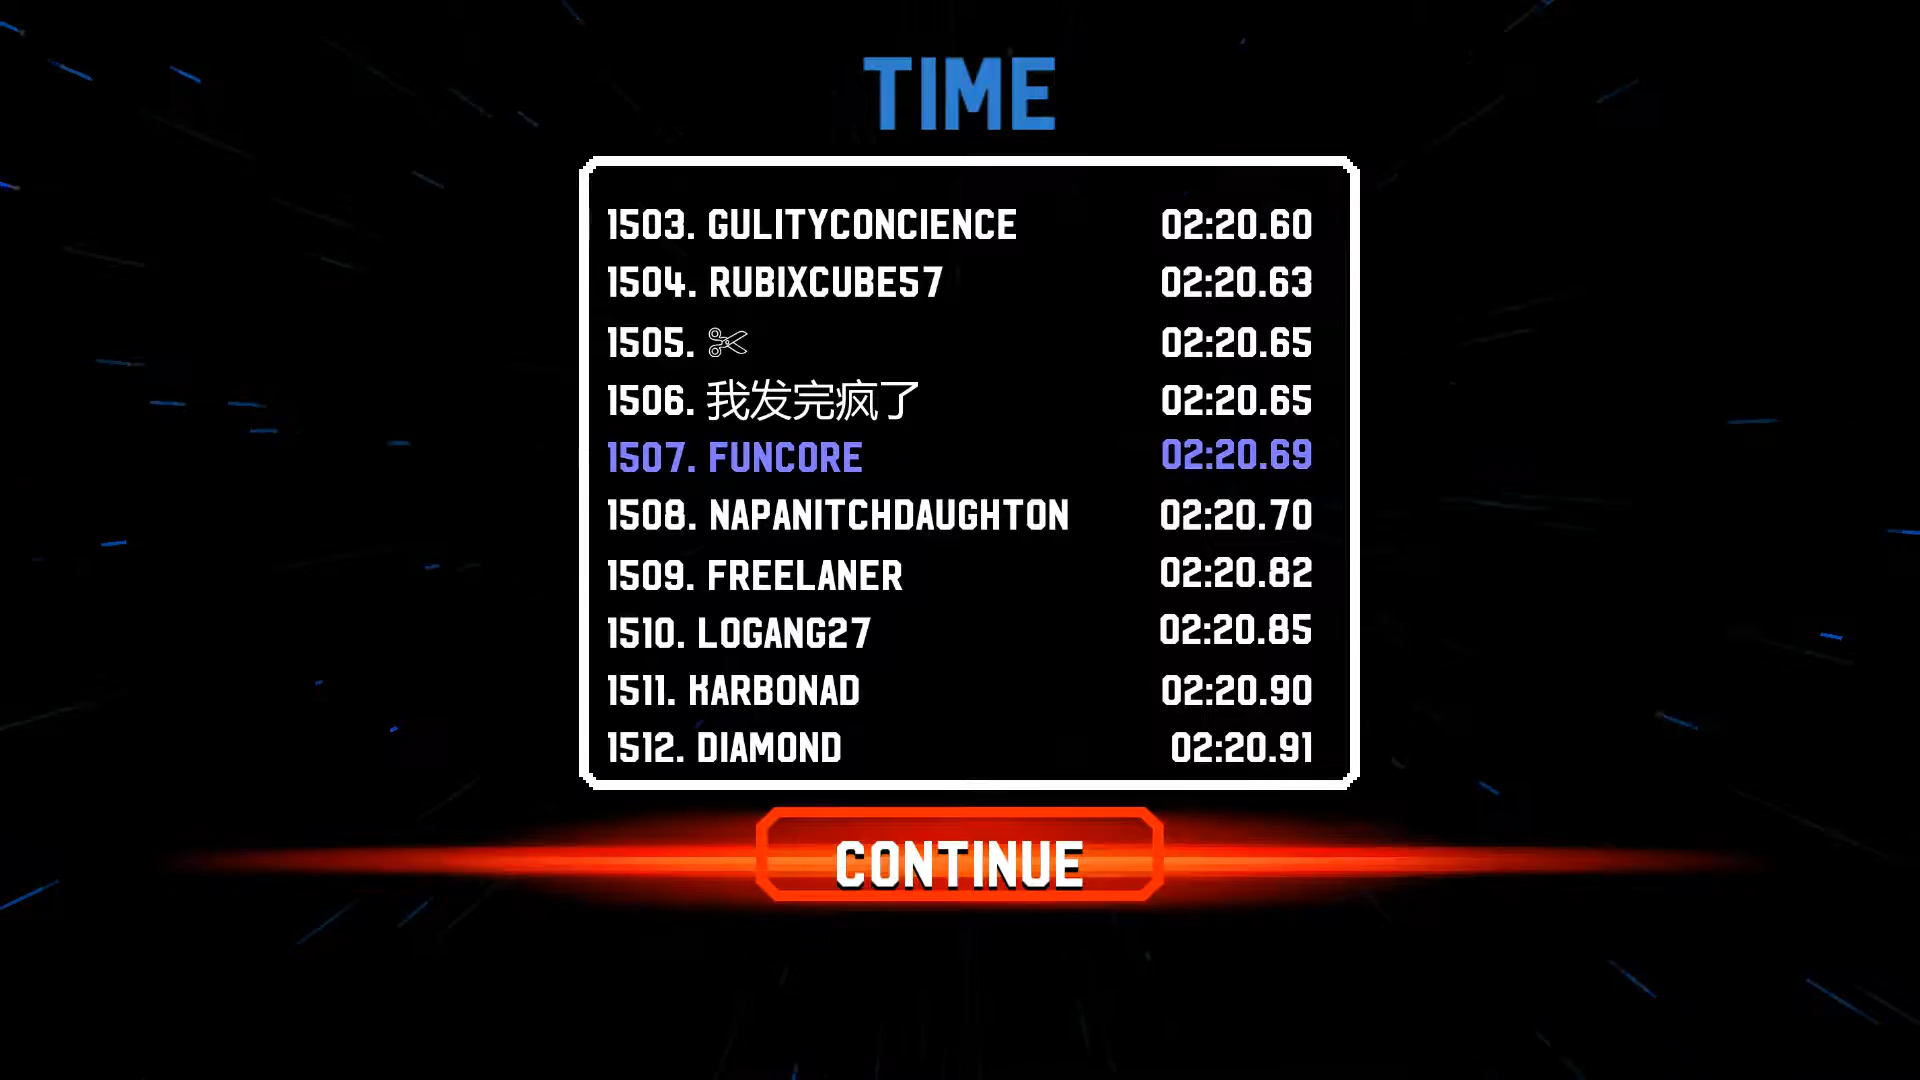 TIME
1503. GULITYCONCIENCE 02:20.60
1504. RUBIXCUBE57 02:20.63
1505. ✄ 02:20.65
1506. 我发完疯了 02:20.65
1507. FUNCORE 02:20.69
1508. NAPANITCHDAUGHTON 02:20.70
1509. FREELANER 02:20.82
1510. LOGANG27 02:20.85
1511. KARBONAD 02:20.90
1512. DIAMOND 02:20.91
CONTINUE